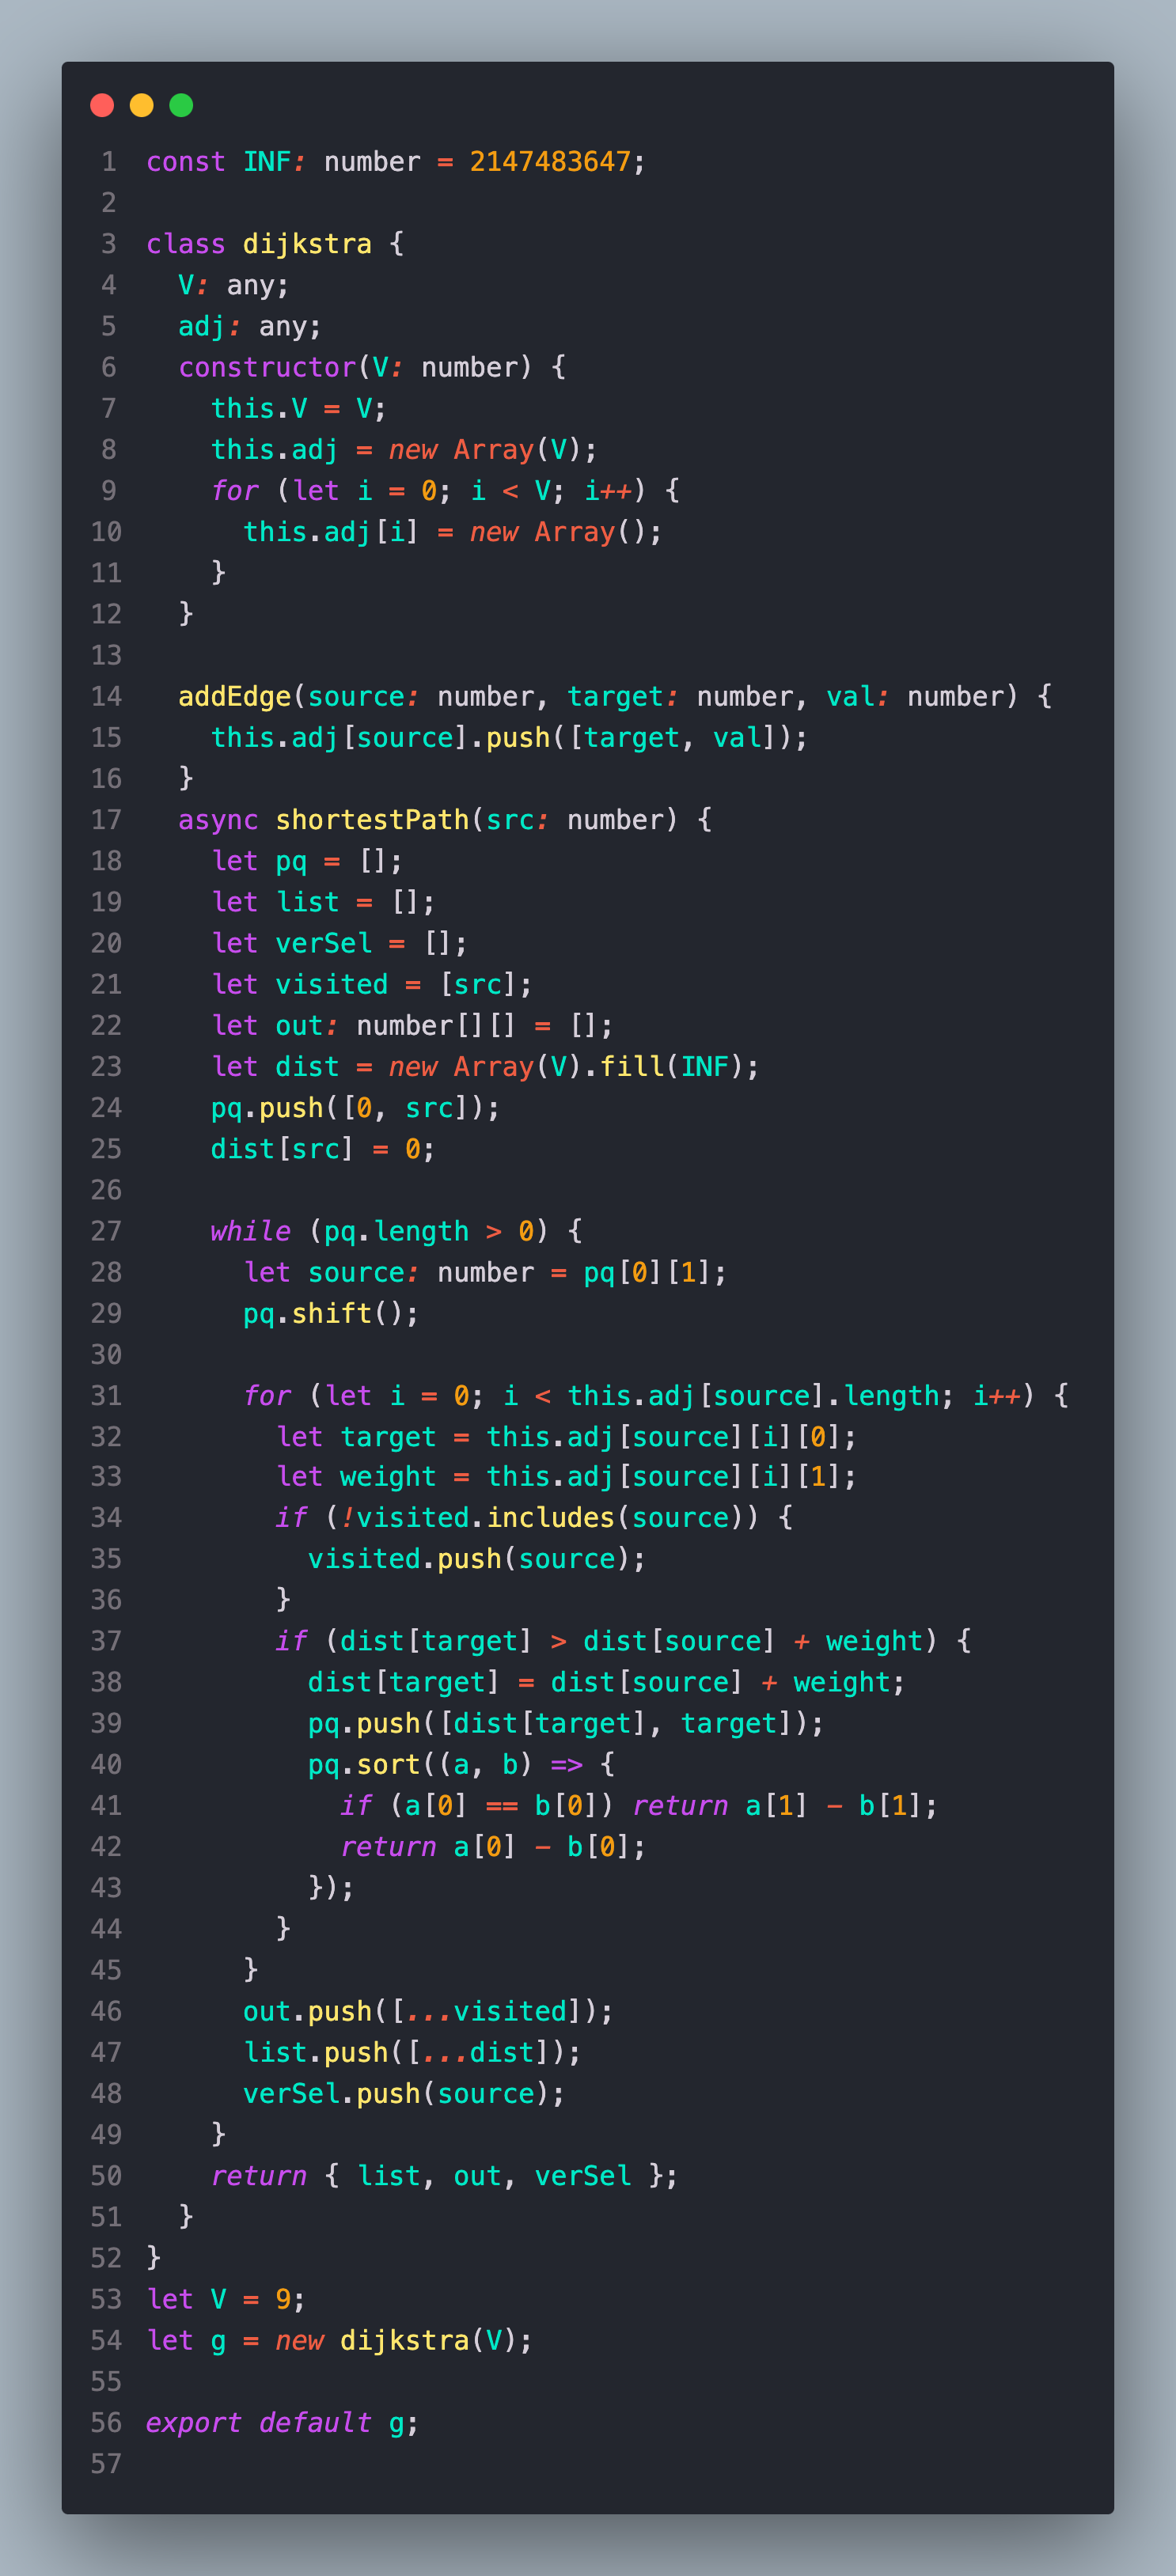 1 const INF: number = 2147483647;
2
3 class dijkstra {
4   V: any;
5   adj: any;
6   constructor(V: number) {
7     this.V = V;
8     this.adj = new Array(V);
9     for (let i = 0; i < V; i++) {
10       this.adj[i] = new Array();
11     }
12   }
13
14   addEdge(source: number, target: number, val: number) {
15     this.adj[source].push([target, val]);
16   }
17   async shortestPath(src: number) {
18     let pq = [];
19     let list = [];
20     let verSel = [];
21     let visited = [src];
22     let out: number[][] = [];
23     let dist = new Array(V).fill(INF);
24     pq.push([0, src]);
25     dist[src] = 0;
26
27     while (pq.length > 0) {
28       let source: number = pq[0][1];
29       pq.shift();
30
31       for (let i = 0; i < this.adj[source].length; i++) {
32         let target = this.adj[source][i][0];
33         let weight = this.adj[source][i][1];
34         if (!visited.includes(source)) {
35           visited.push(source);
36         }
37         if (dist[target] > dist[source] + weight) {
38           dist[target] = dist[source] + weight;
39           pq.push([dist[target], target]);
40           pq.sort((a, b) => {
41             if (a[0] == b[0]) return a[1] - b[1];
42             return a[0] - b[0];
43           });
44         }
45       }
46       out.push([...visited]);
47       list.push([...dist]);
48       verSel.push(source);
49     }
50     return { list, out, verSel };
51   }
52 }
53 let V = 9;
54 let g = new dijkstra(V);
55
56 export default g;
57